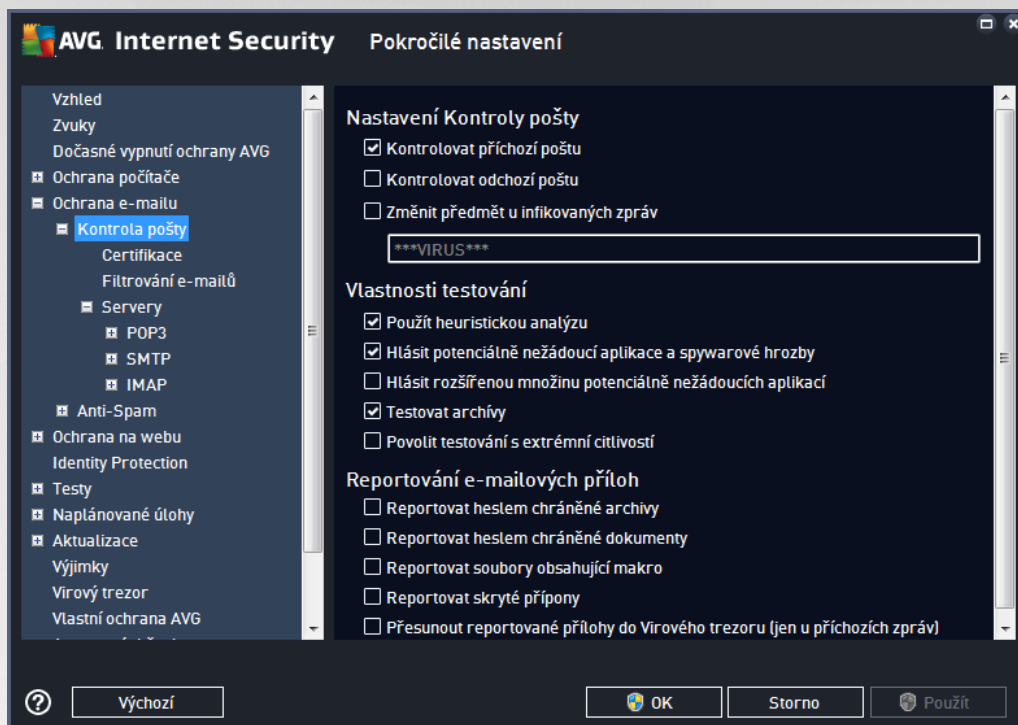 AVG. Internet Security Pokročilé nastavení
Vzhled
Zvuky
Dočasné vypnutí ochrany AVG
Ochrana počítače
Ochrana e-mailu
Kontrola pošty
Certifikace
Filtrování e-mailů
Servery
POP3
SMTP
IMAP
Anti-Spam
Ochrana na webu
Identity Protection
Testy
Naplánované úlohy
Aktualizace
Výjimky
Virový trezor
Vlastní ochrana AVG
Nastavení Kontroly pošty
Kontrolovat příchozí poštu
Kontrolovat odchozí poštu
Změnit předmět u infikovaných zpráv
***VIRUS***
Vlastnosti testování
Použít heuristickou analýzu
Hlásit potenciálně nežádoucí aplikace a spywarové hrozby
Hlásit rozšířenou množinu potenciálně nežádoucích aplikací
Testovat archívy
Povolit testování s extrémní citlivostí
Reportování e-mailových příloh
Reportovat heslem chráněné archivy
Reportovat heslem chráněné dokumenty
Reportovat soubory obsahující makro
Reportovat skryté přípony
Přesunout reportované přílohy do Virového trezoru (jen u příchozích zpráv)
Výchozí
OK
Storno
Použít